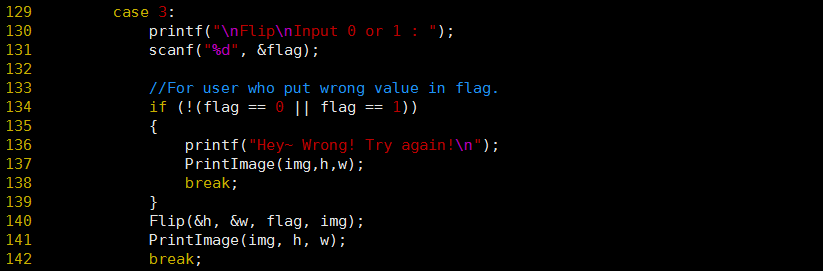 129         case 3:
130             printf("\nFlip\nInput 0 or 1 : ");
131             scanf("%d", &flag);
132
133             //For user who put wrong value in flag.
134             if (!(flag == 0 || flag == 1))
135             {
136                 printf("Hey~ Wrong! Try again!\n");
137                 PrintImage(img,h,w);
138                 break;
139             }
140             Flip(&h, &w, flag, img);
141             PrintImage(img, h, w);
142             break;